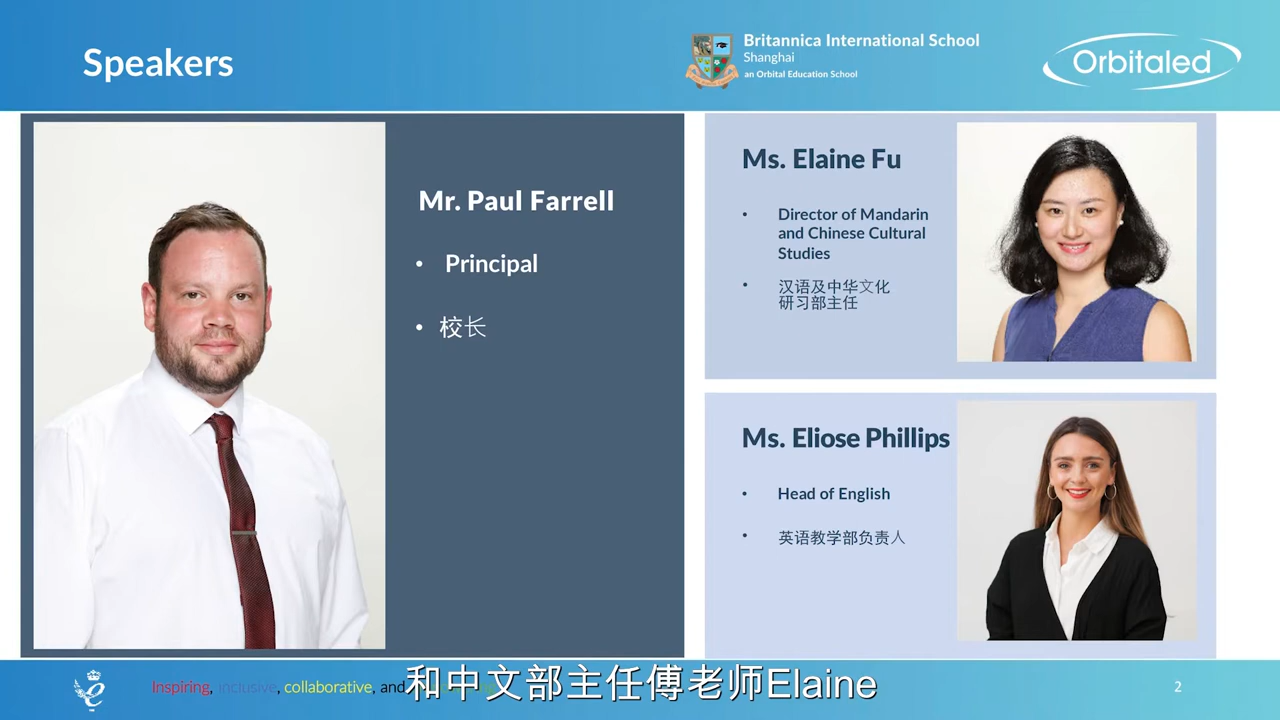 Speakers
Britannica International School
Shanghai
an Orbital Education School
Orbitaled
Mr. Paul Farrell
• Principal
• 校长
Ms. Elaine Fu
• Director of Mandarin
and Chinese Cultural
Studies
• 汉语及中华文化
研习部主任
Ms. Eliose Phillips
• Head of English
• 英语教学部负责人
Inspiring, inclusive, collaborative, and
和中文部主任傅老师Elaine
2